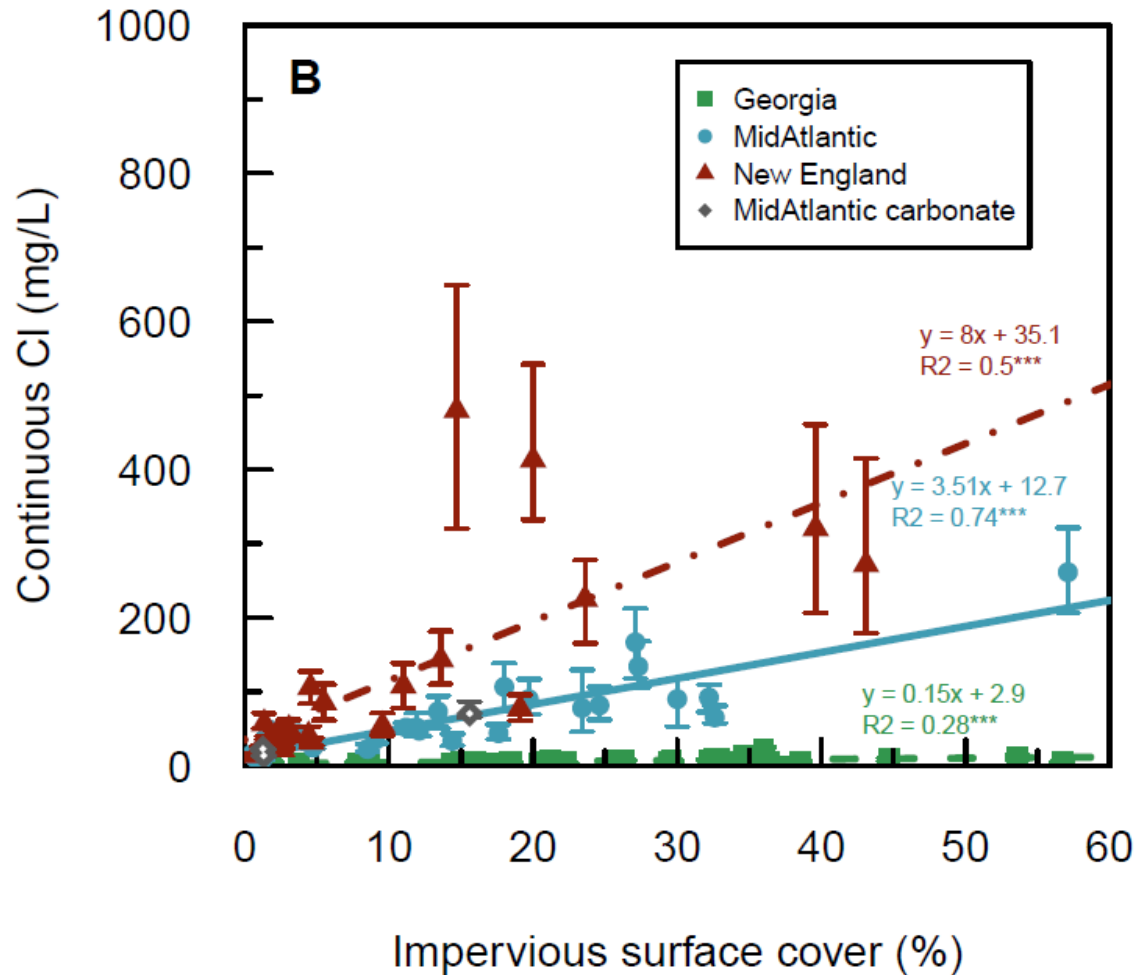 B
Georgia
MidAtlantic
New England
MidAtlantic carbonate
Continuous Cl (mg/L)
1000
800
600
400
200
0
y = 8x + 35.1
R2 = 0.5***
y = 3.51x + 12.7
R2 = 0.74***
y = 0.15x + 2.9
R2 = 0.28***
0 10 20 30 40 50 60
Impervious surface cover (%)